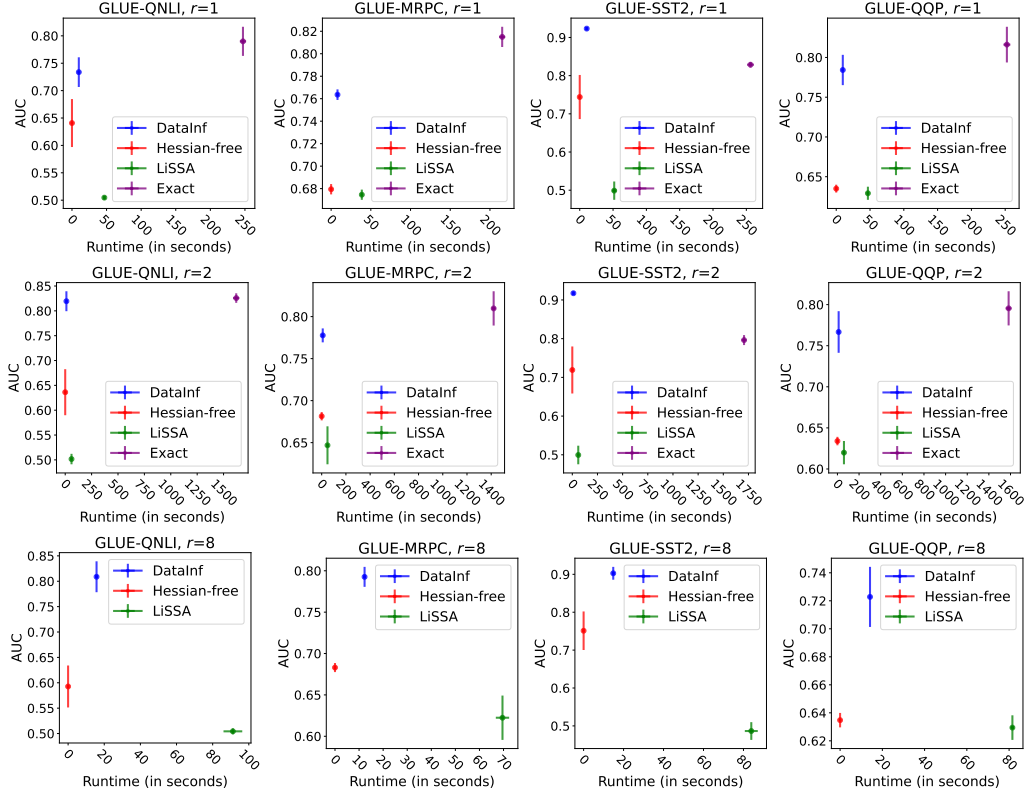 GLUE-QNLI, r=1
AUC
0.80
0.75
0.70
0.65
0.60
0.55
0.50
DataInf
Hessian-free
LiSSA
Exact
0 50 100 150 200 250
Runtime (in seconds)
GLUE-MRPC, r=1
AUC
0.82
0.80
0.78
0.76
0.74
0.72
0.70
0.68
DataInf
Hessian-free
LiSSA
Exact
0 50 100 150 200
Runtime (in seconds)
GLUE-SST2, r=1
AUC
0.9
0.8
0.7
0.6
0.5
DataInf
Hessian-free
LiSSA
Exact
0 50 100 150 200 250
Runtime (in seconds)
GLUE-QQP, r=1
AUC
0.80
0.75
0.70
0.65
DataInf
Hessian-free
LiSSA
Exact
0 50 100 150 200 250
Runtime (in seconds)
GLUE-QNLI, r=2
AUC
0.85
0.80
0.75
0.70
0.65
0.60
0.55
0.50
DataInf
Hessian-free
LiSSA
Exact
0 250 500 750 1000 1250 1500
Runtime (in seconds)
GLUE-MRPC, r=2
AUC
0.80
0.75
0.70
0.65
DataInf
Hessian-free
LiSSA
Exact
0 200 400 600 800 1000 1200 1400
Runtime (in seconds)
GLUE-SST2, r=2
AUC
0.9
0.8
0.7
0.6
0.5
DataInf
Hessian-free
LiSSA
Exact
0 250 500 750 1000 1250 1500 1750
Runtime (in seconds)
GLUE-QQP, r=2
AUC
0.80
0.75
0.70
0.65
0.60
DataInf
Hessian-free
LiSSA
Exact
0 200 400 600 800 1000 1200 1400 1600
Runtime (in seconds)
GLUE-QNLI, r=8
AUC
0.85
0.80
0.75
0.70
0.65
0.60
0.55
0.50
DataInf
Hessian-free
LiSSA
0 20 40 60 80 100
Runtime (in seconds)
GLUE-MRPC, r=8
AUC
0.80
0.75
0.70
0.65
0.60
DataInf
Hessian-free
LiSSA
0 10 20 30 40 50 60 70
Runtime (in seconds)
GLUE-SST2, r=8
AUC
0.9
0.8
0.7
0.6
0.5
DataInf
Hessian-free
LiSSA
0 20 40 60 80
Runtime (in seconds)
GLUE-QQP, r=8
AUC
0.74
0.72
0.70
0.68
0.66
0.64
0.62
DataInf
Hessian-free
LiSSA
0 20 40 60 80
Runtime (in seconds)